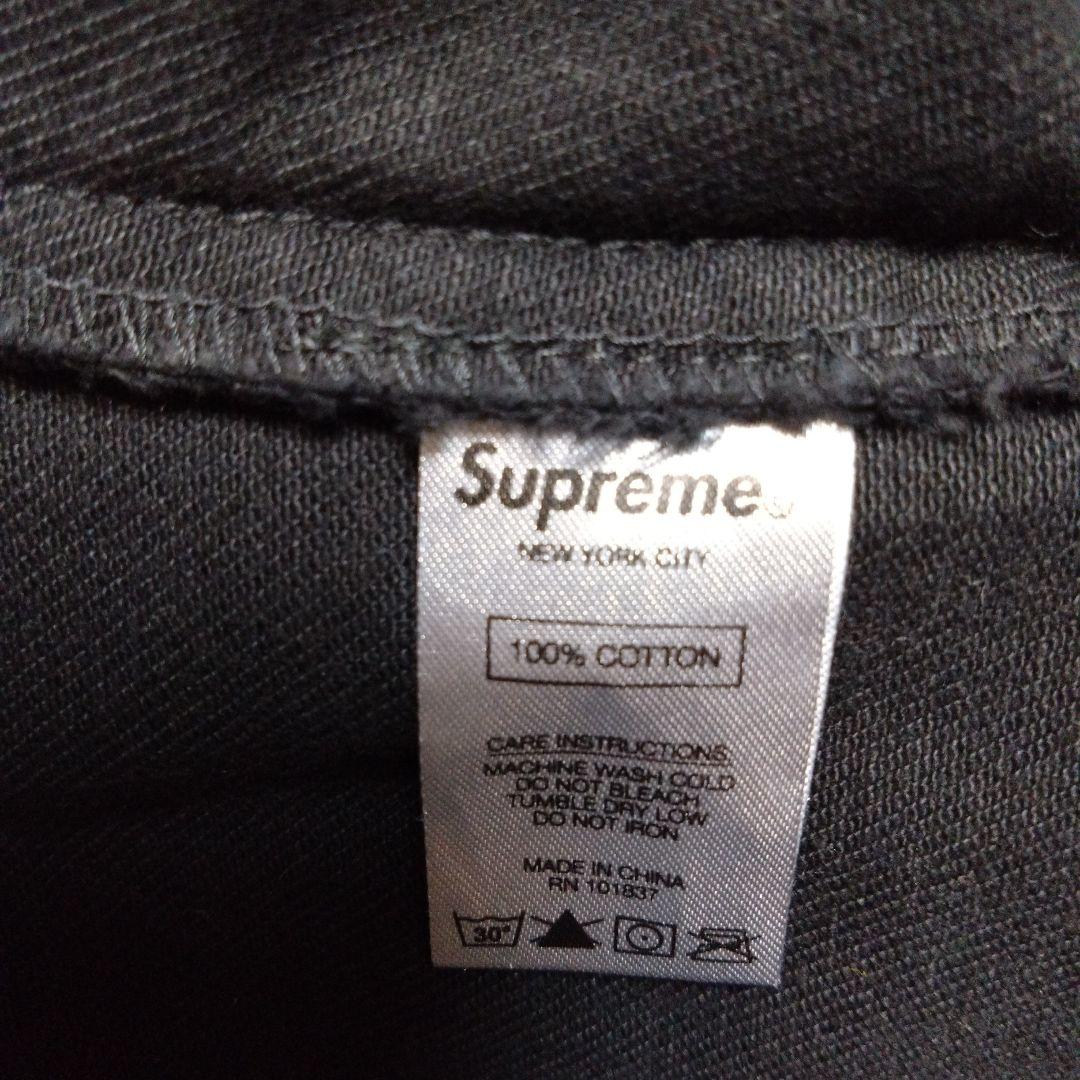 Supreme®
NEW YORK CITY
100% COTTON
CARE INSTRUCTIONS
MACHINE WASH COLD
DO NOT BLEACH
TUMBLE DRY LOW
DO NOT IRON
MADE IN CHINA
RN 101837
30°